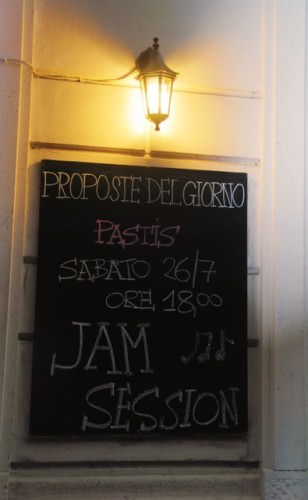 PROPOSTE DEL GIORNO
PASTIS
SABATO 26/7
ORE 18,00
JAM
SESSION